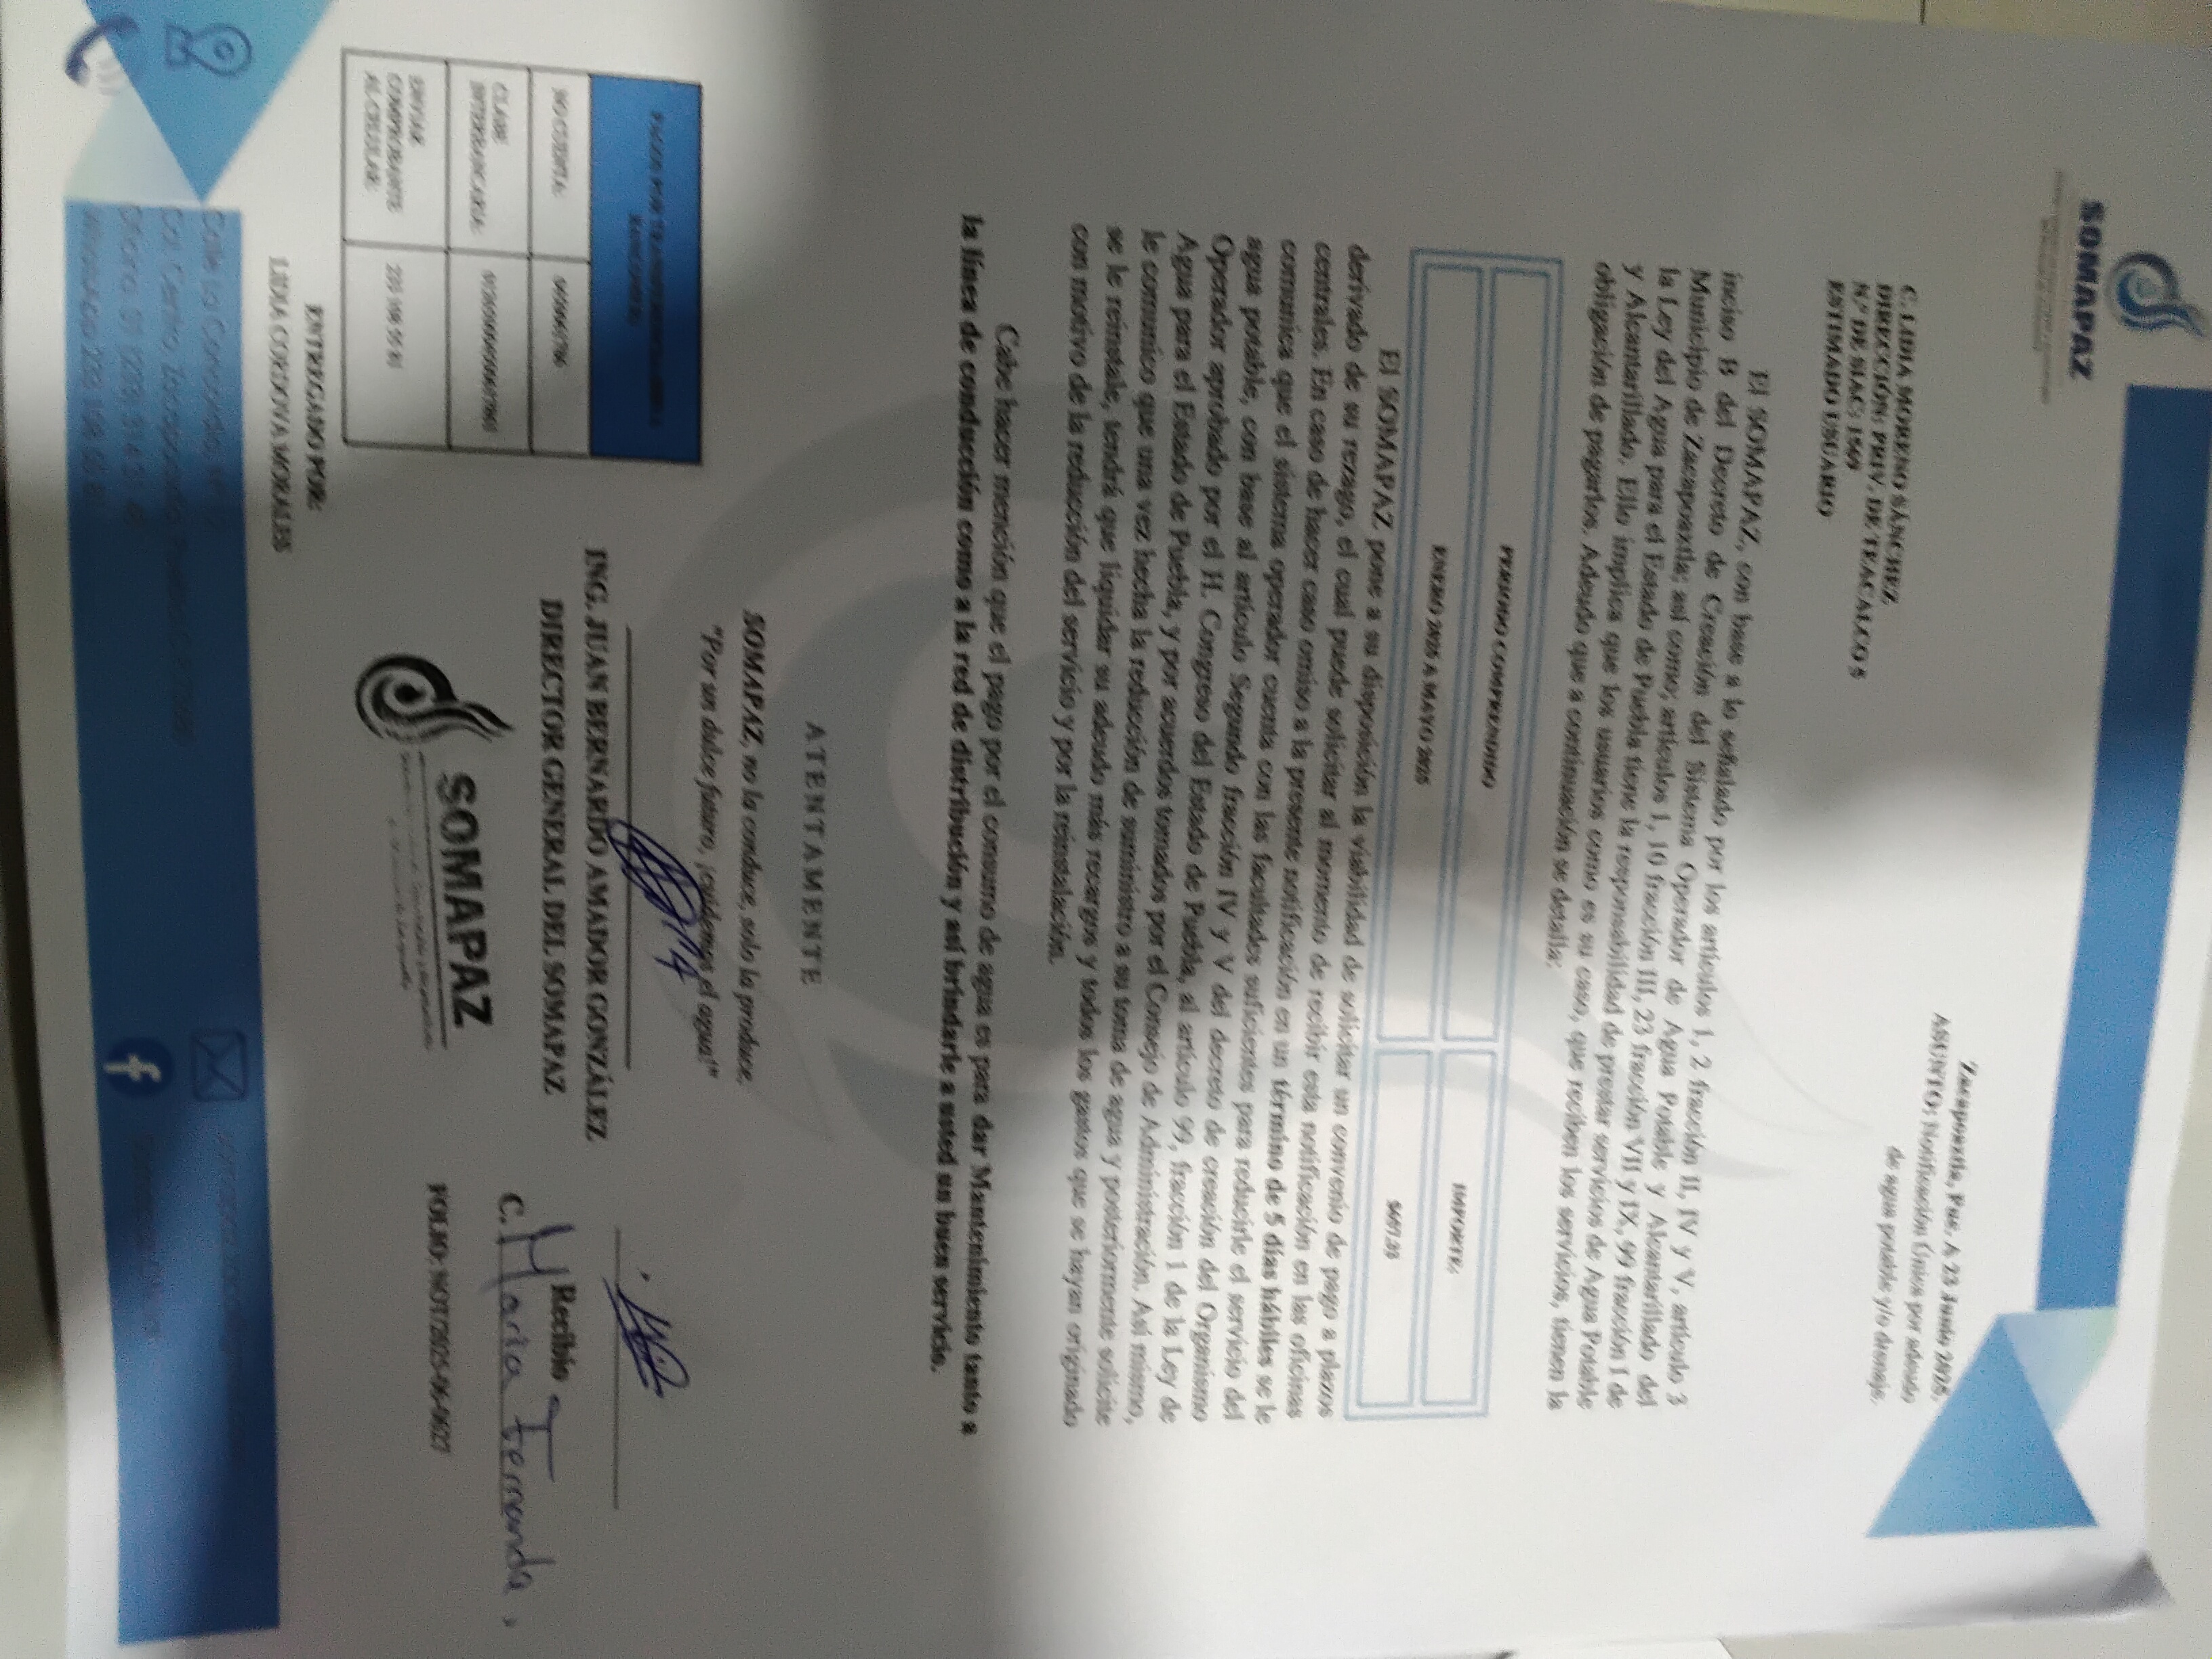 SOMAPAZ
Zacapoaxtla, Pue. A 23 Junio 2025.
ASUNTO: Notificación Única por adeudo
de agua potable y/o drenaje.
C. LIDIA MORENO SÁNCHEZ
DIRECCIÓN: PRIV. DE TEACALCO 5
N.º DE SIAC: 1569
ESTIMADO USUARIO
El SOMAPAZ, con base a lo señalado por los artículos 1, 2 fracción II, IV y V, artículo 3
inciso B del Decreto de Creación del Sistema Operador de Agua Potable y Alcantarillado del
Municipio de Zacapoaxtla; así como; artículos 1, 10 fracción III, 23 fracción VII y IX, 99 fracción I de
la Ley del Agua para el Estado de Puebla tiene la responsabilidad de prestar servicios de Agua Potable
y Alcantarillado. Ello implica que los usuarios como es su caso, que reciben los servicios, tienen la
obligación de pagarlos. Adeudo que a continuación se detalla:
PERIODO COMPRENDIDO
IMPORTE:
ENERO 2025 A MAYO 2025
El SOMAPAZ pone a su disposición la viabilidad de solicitar un convenio de pago a plazos
derivado de su rezago, el cual puede solicitar al momento de recibir esta notificación en las oficinas
centrales. En caso de hacer caso omiso a la presente notificación en un término de 5 días hábiles se le
comunica que el sistema operador cuenta con las facultades suficientes para reducirle el servicio del
agua potable, con base al artículo Segundo fracción IV y V del decreto de creación del Organismo
Operador aprobado por el H. Congreso del Estado de Puebla, al artículo 99, fracción 1 de la Ley de
Agua para el Estado de Puebla, y por acuerdos tomados por el Consejo de Administración. Así mismo,
le comunico que una vez hecha la reducción de suministro a su toma de agua y posteriormente solicite
se le reinstale, tendrá que liquidar su adeudo más recargos y todos los gastos que se hayan originado
con motivo de la reducción del servicio y por la reinstalación.
Cabe hacer mención que el pago por el consumo de agua es para dar Mantenimiento tanto a
la línea de conducción como a la red de distribución y así brindarle a usted un buen servicio.
ATENTAMENTE
SOMAPAZ, no la conduce, solo la produce.
"Por un dulce futuro, ¡cuidemos el agua!"
ING. JUAN BERNARDO AMADOR GONZÁLEZ
DIRECTOR GENERAL DEL SOMAPAZ
SOMAPAZ
Recibio
C. Maria Fernanda.
FOLIO: NOT/2025-06-0627
NO CUENTA:
CLABE
INTERBANCARIA:
ENVIAR
COMPROBANTE
AL CELULAR:
233 108 55 81
ENTREGADO POR:
LIDIA CORDOVA MORALES
Calle La Concordia,
Col. Centro, Zacapoaxtla,
WhatsApp 233 108 55 81